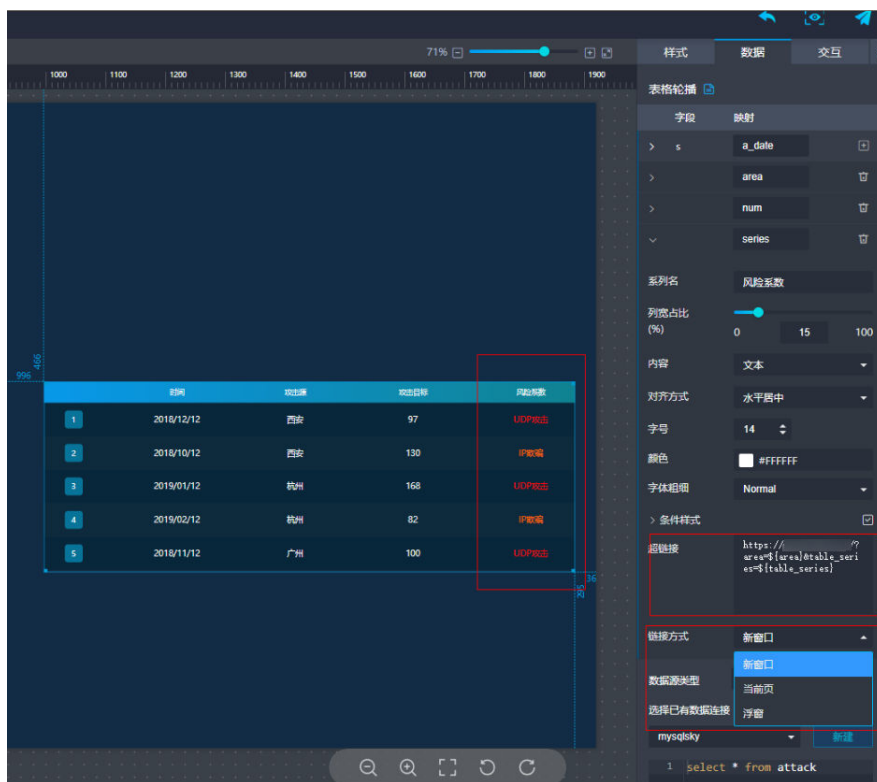 71%
样式 数据 交互
1000 1100 1200 1300 1400 1500 1600 1700 1800 1900
表格轮播
字段 映射
s a_date
area
num
series
系列名 风险系数
列宽占比
(%) 0 15 100
内容 文本
对齐方式 水平居中
字号 14
颜色 #FFFFFF
字体粗细 Normal
条件样式
超链接 https:// /?
area=${area}&table_seri
es=${table_series}
链接方式 新窗口
新窗口
当前页
浮窗
数据源类型
选择已有数据连接
mysqlsky 新建
1 select * from attack
466
996
时间 攻击源 攻击目标 风险系数
1 2018/12/12 西安 97 UDP攻击
2 2018/10/12 西安 130 IP欺骗
3 2019/01/12 杭州 168 UDP攻击
4 2019/02/12 杭州 82 IP欺骗
5 2018/11/12 广州 100 UDP攻击
36
295